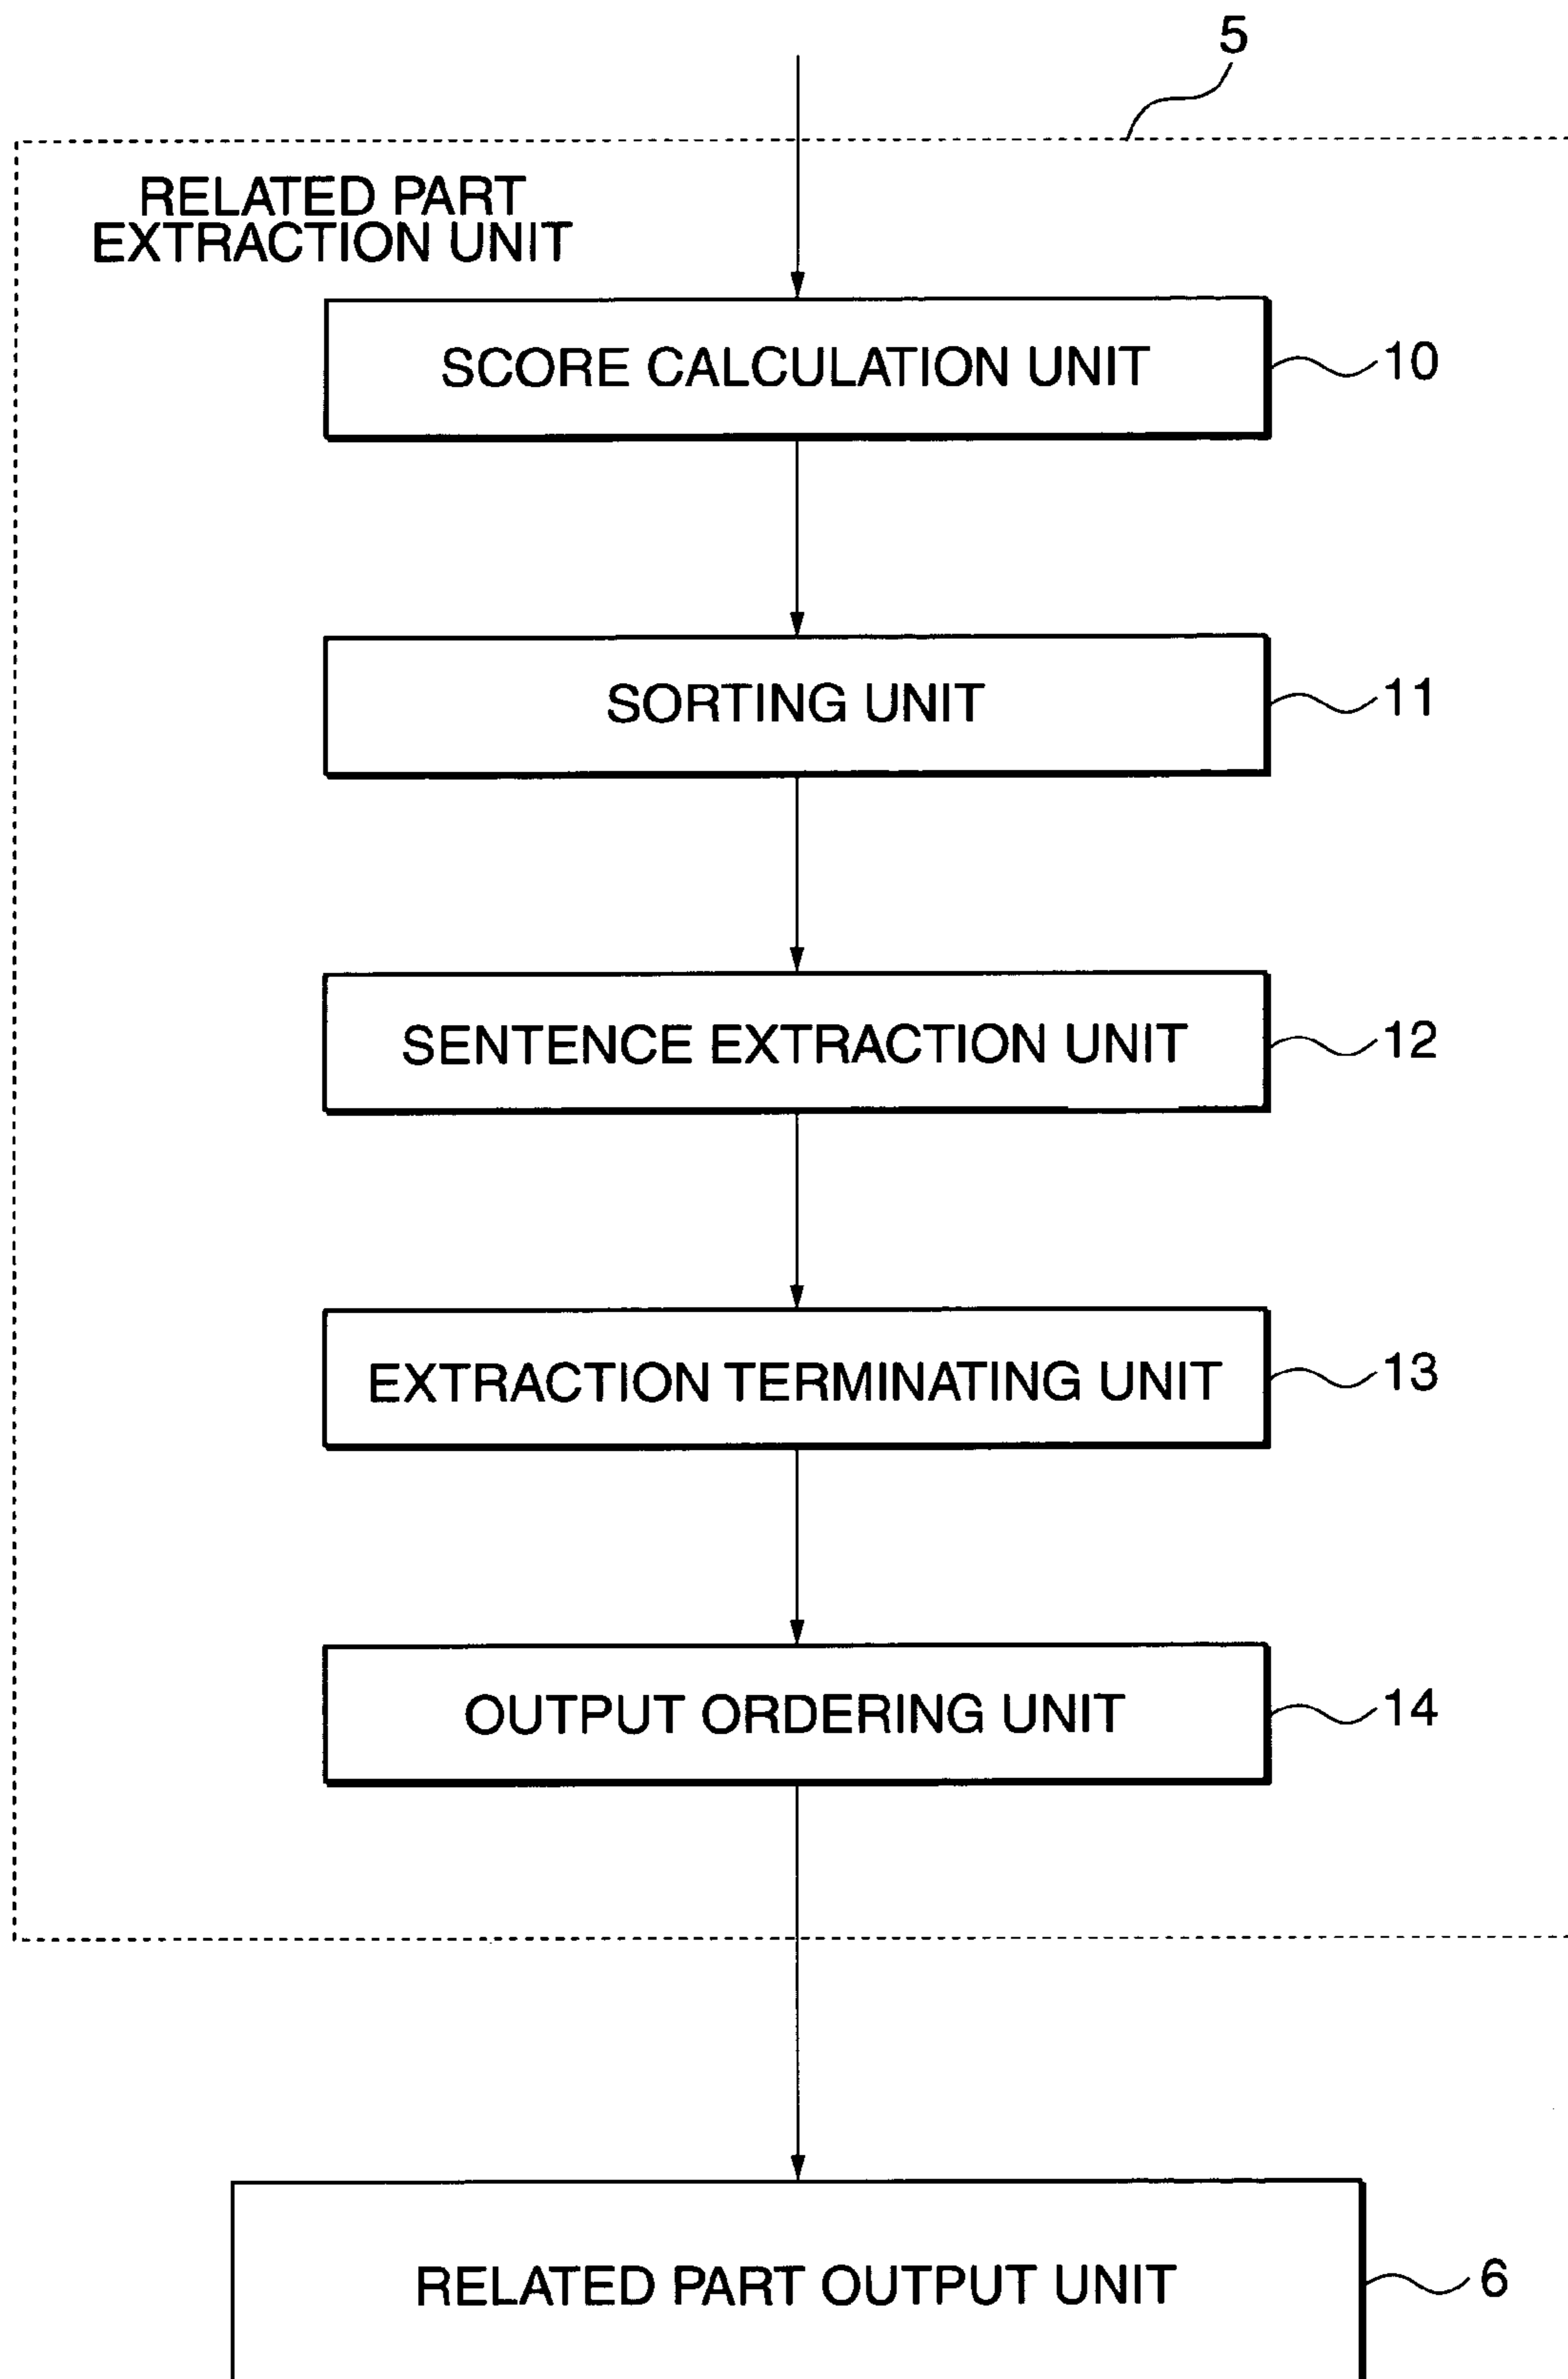 5
RELATED PART
EXTRACTION UNIT
SCORE CALCULATION UNIT
10
SORTING UNIT
11
SENTENCE EXTRACTION UNIT
12
EXTRACTION TERMINATING UNIT
13
OUTPUT ORDERING UNIT
14
RELATED PART OUTPUT UNIT
6